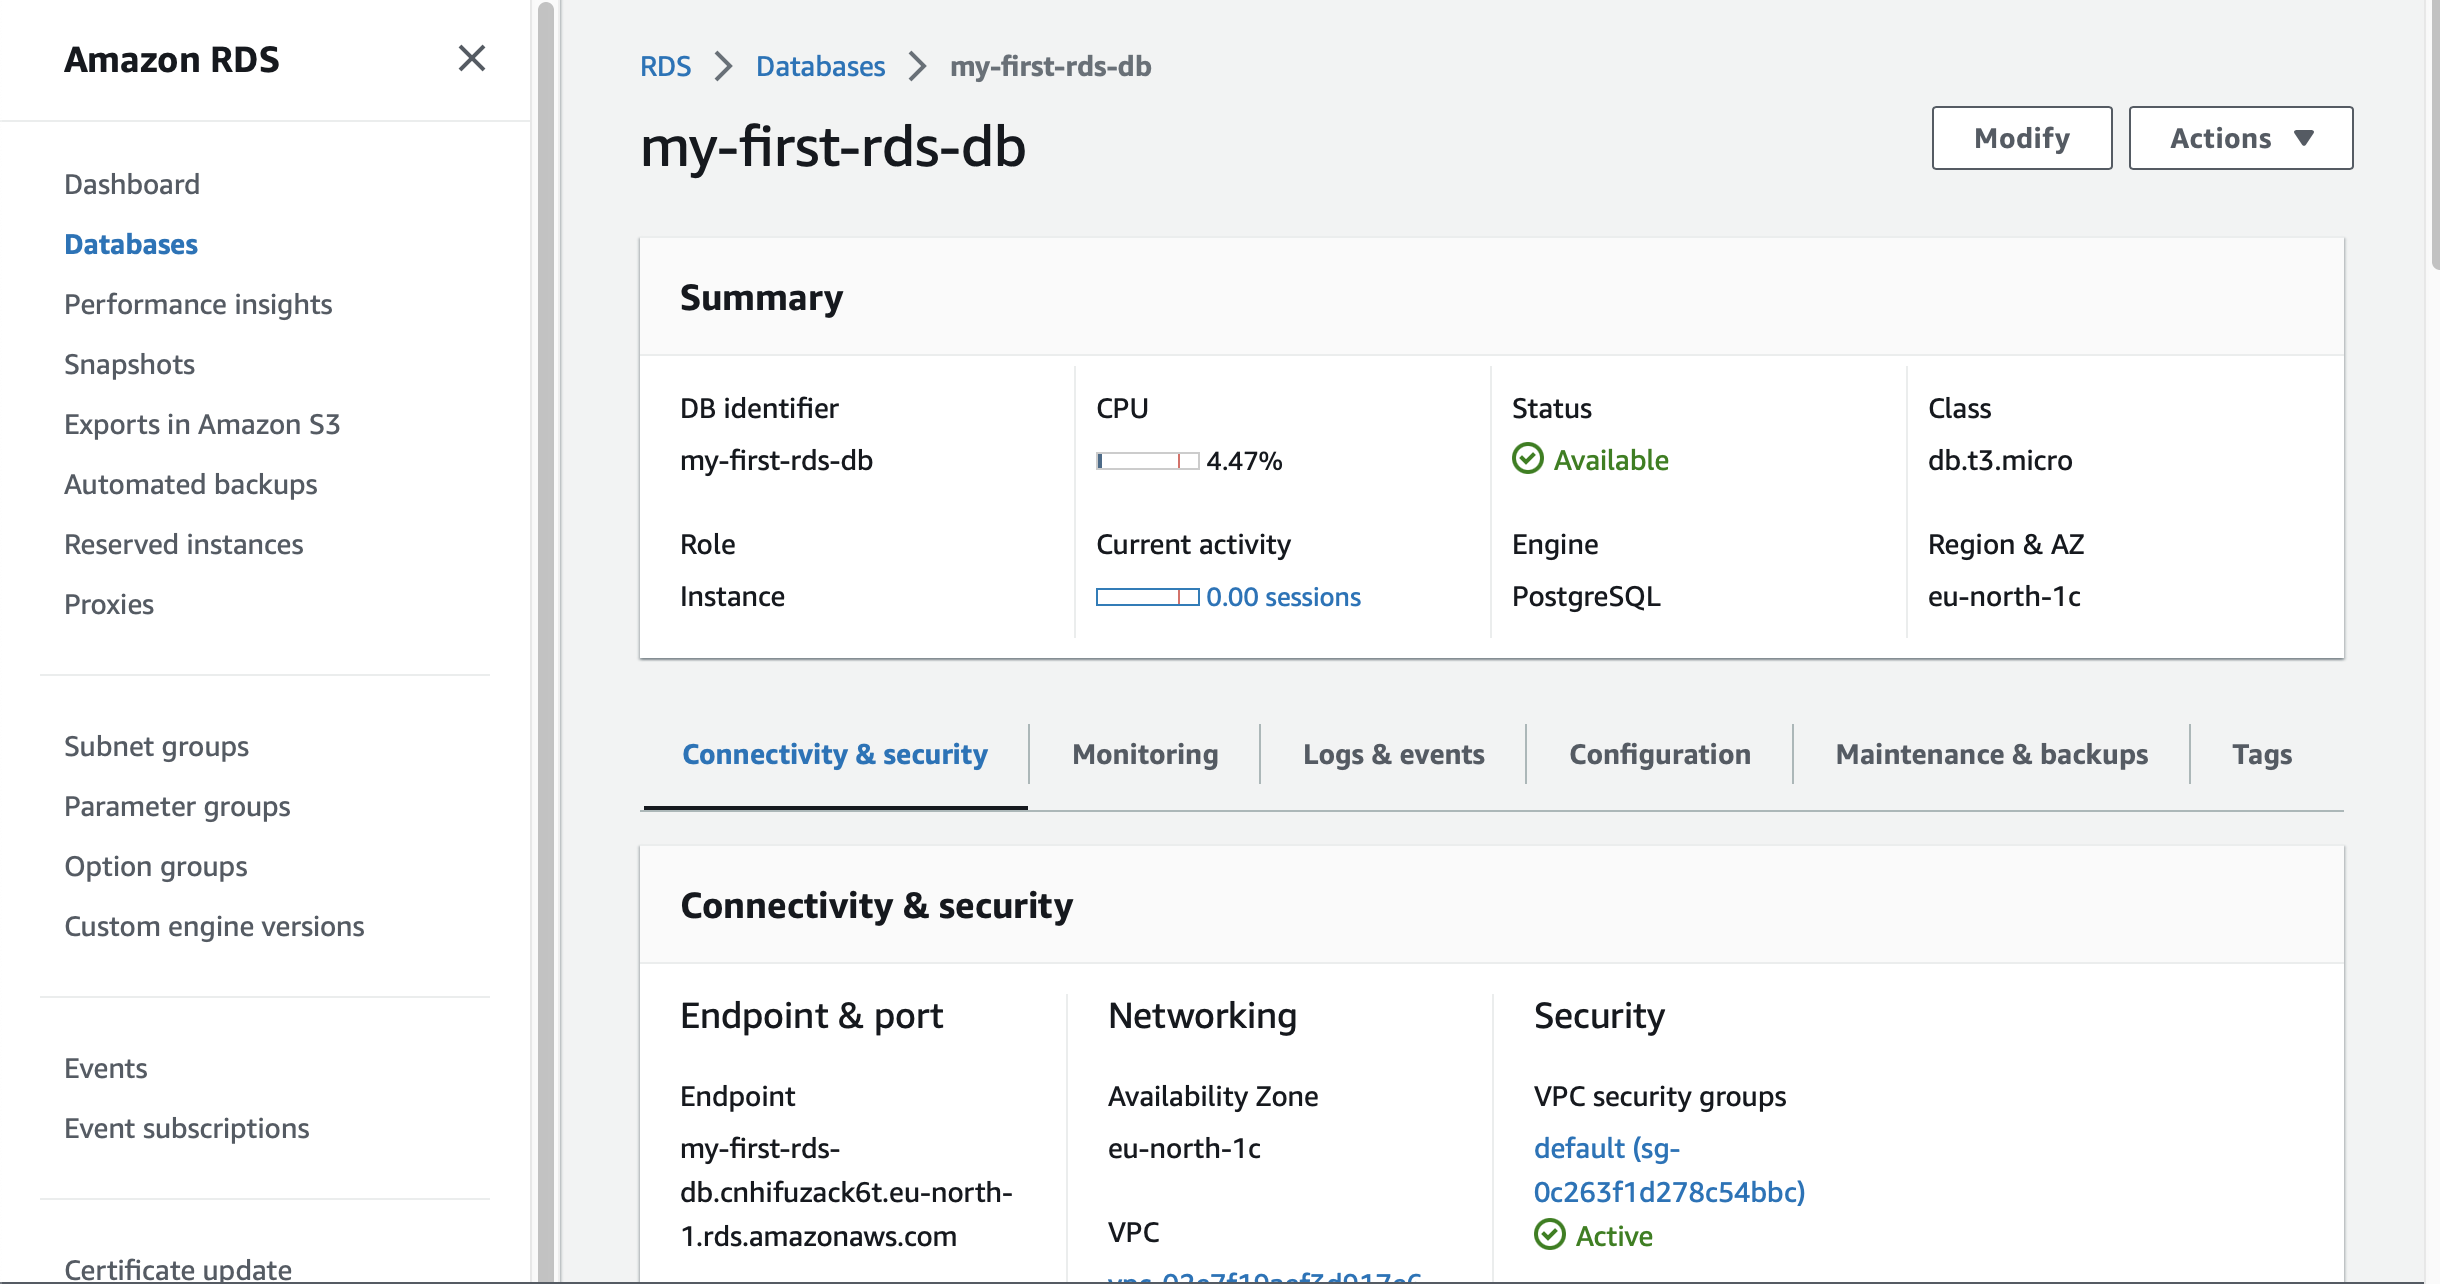 Amazon RDS
Dashboard
Databases
Performance insights
Snapshots
Exports in Amazon S3
Automated backups
Reserved instances
Proxies
Subnet groups
Parameter groups
Option groups
Custom engine versions
Events
Event subscriptions
Certificate update
RDS > Databases > my-first-rds-db
my-first-rds-db
Modify
Actions
Summary
DB identifier
my-first-rds-db
CPU
4.47%
Status
Available
Class
db.t3.micro
Role
Instance
Current activity
0.00 sessions
Engine
PostgreSQL
Region & AZ
eu-north-1c
Connectivity & security
Monitoring
Logs & events
Configuration
Maintenance & backups
Tags
Connectivity & security
Endpoint & port
Endpoint
my-first-rds-
db.cnhifuzack6t.eu-north-
1.rds.amazonaws.com
Networking
Availability Zone
eu-north-1c
VPC
Security
VPC security groups
default (sg-
0c263f1d278c54bbc)
Active